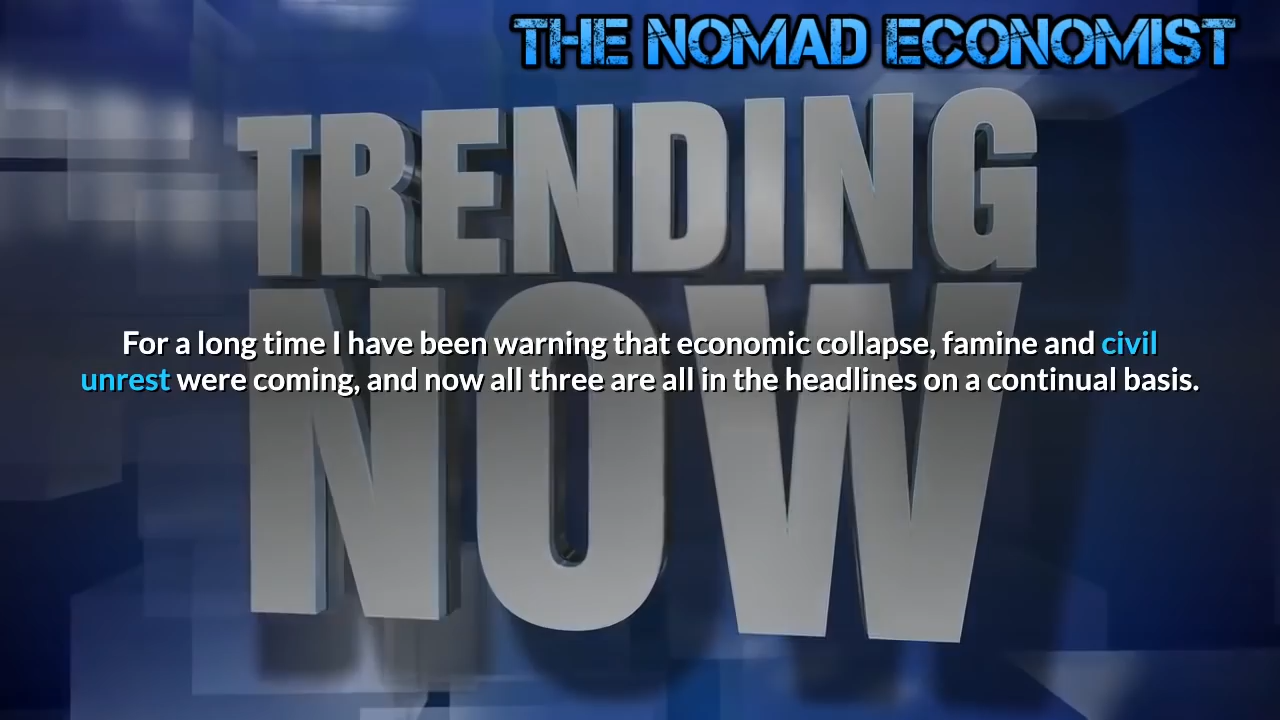 THE NOMAD ECONOMIST
TRENDING
NOW
For a long time I have been warning that economic collapse, famine and civil
unrest were coming, and now all three are all in the headlines on a continual basis.